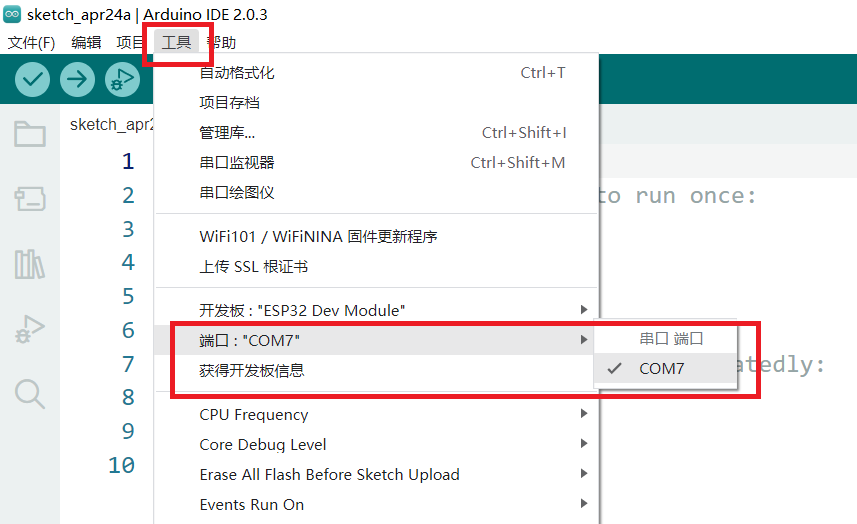 sketch_apr24a | Arduino IDE 2.0.3
文件(F) 编辑 项目 工具 帮助
自动格式化 Ctrl+T
项目存档
sketch_apr2
管理库... Ctrl+Shift+I
1
串口监视器 Ctrl+Shift+M
2
串口绘图仪
to run once:
3
WiFi101 / WiFiNINA 固件更新程序
4
上传 SSL 根证书
5
开发板 : "ESP32 Dev Module"
6
端口 : "COM7"
串口 端口
7
获得开发板信息
COM7
atedly:
8
CPU Frequency
9
Core Debug Level
10
Erase All Flash Before Sketch Upload
Events Run On